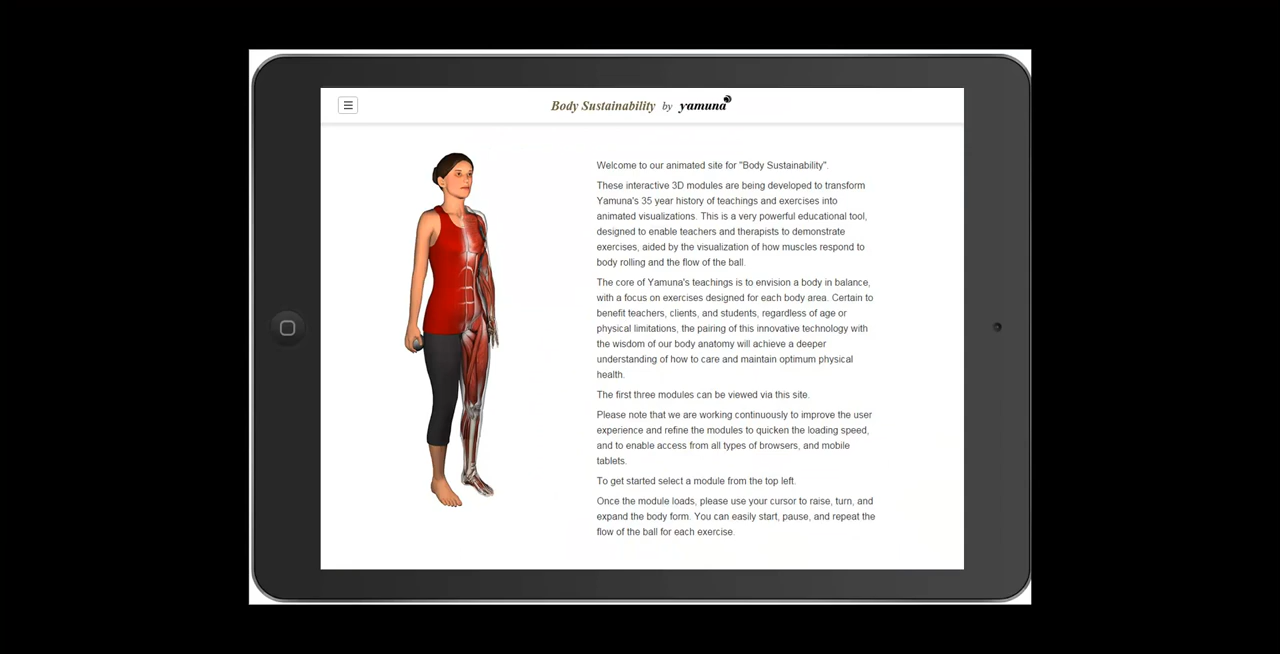 Body Sustainability by yamuna
Welcome to our animated site for "Body Sustainability".
These interactive 3D modules are being developed to transform
Yamuna's 35 year history of teachings and exercises into
animated visualizations. This is a very powerful educational tool,
designed to enable teachers and therapists to demonstrate
exercises, aided by the visualization of how muscles respond to
body rolling and the flow of the ball.
The core of Yamuna's teachings is to envision a body in balance,
with a focus on exercises designed for each body area. Certain to
benefit teachers, clients, and students, regardless of age or
physical limitations, the pairing of this innovative technology with
the wisdom of our body anatomy will achieve a deeper
understanding of how to care and maintain optimum physical
health.
The first three modules can be viewed via this site.
Please note that we are working continuously to improve the user
experience and refine the modules to quicken the loading speed,
and to enable access from all types of browsers, and mobile
tablets.
To get started select a module from the top left.
Once the module loads, please use your cursor to raise, turn, and
expand the body form. You can easily start, pause, and repeat the
flow of the ball for each exercise.